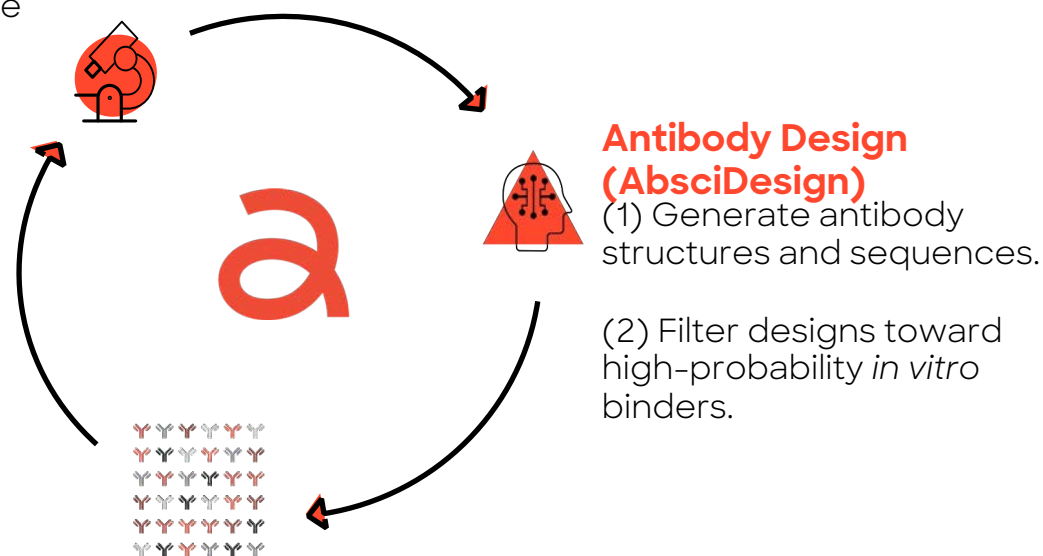 e
Antibody Design
(AbsciDesign)
(1) Generate antibody
structures and sequences.
(2) Filter designs toward
high-probability in vitro
binders.